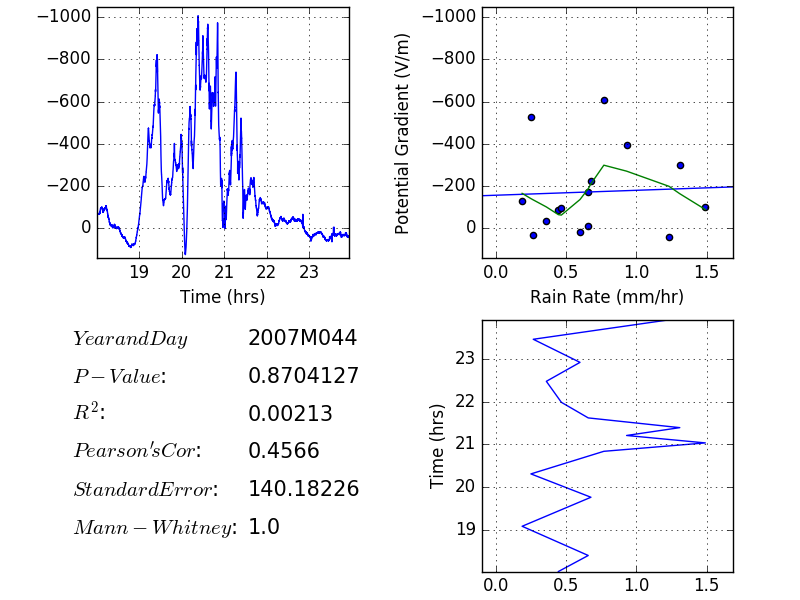 −1000
−800
−600
−400
−200
0
19 20 21 22 23
Time (hrs)
Potential Gradient (V/m)
−1000
−800
−600
−400
−200
0
0.0 0.5 1.0 1.5
Rain Rate (mm/hr)
YearandDay 2007M044
P − Value: 0.8704127
R²: 0.00213
Pearson'sCor: 0.4566
StandardError: 140.18226
Mann − Whitney: 1.0
Time (hrs)
23
22
21
20
19
0.0 0.5 1.0 1.5